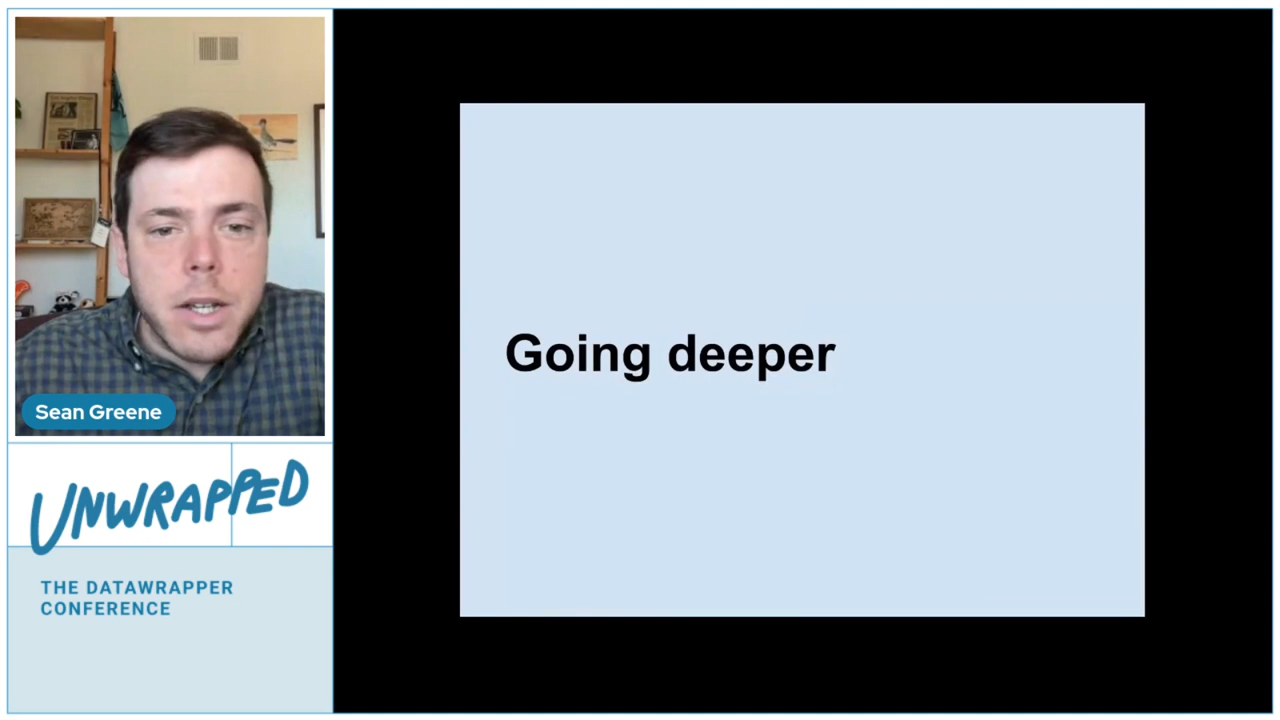 Sean Greene
UNWRAPPED
THE DATAWRAPPER
CONFERENCE
Going deeper